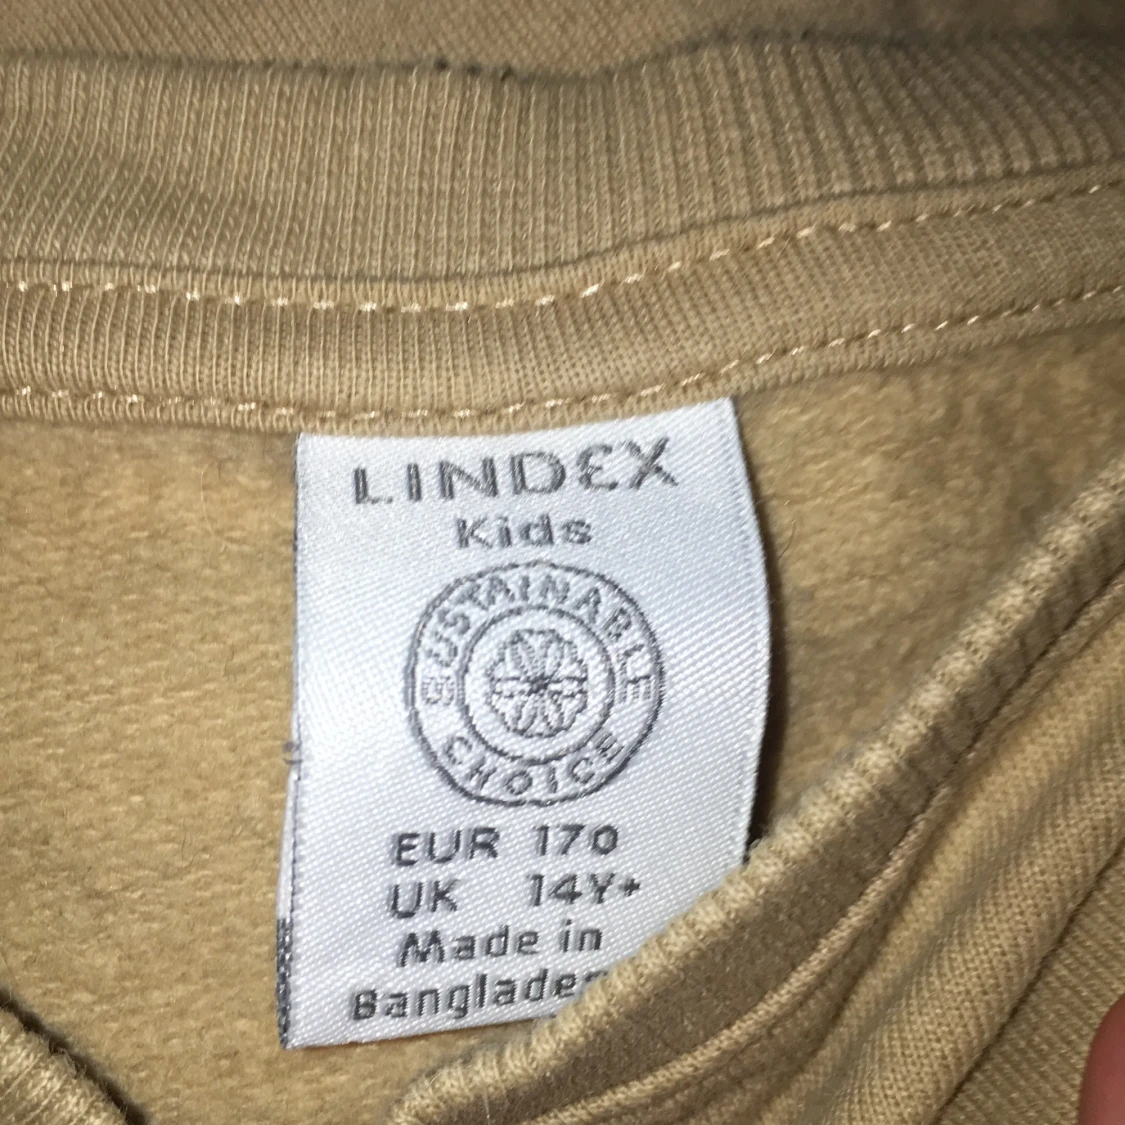 LINDEX
Kids
SUSTAINABLE
CHOICE
EUR 170
UK 14Y+
Made in